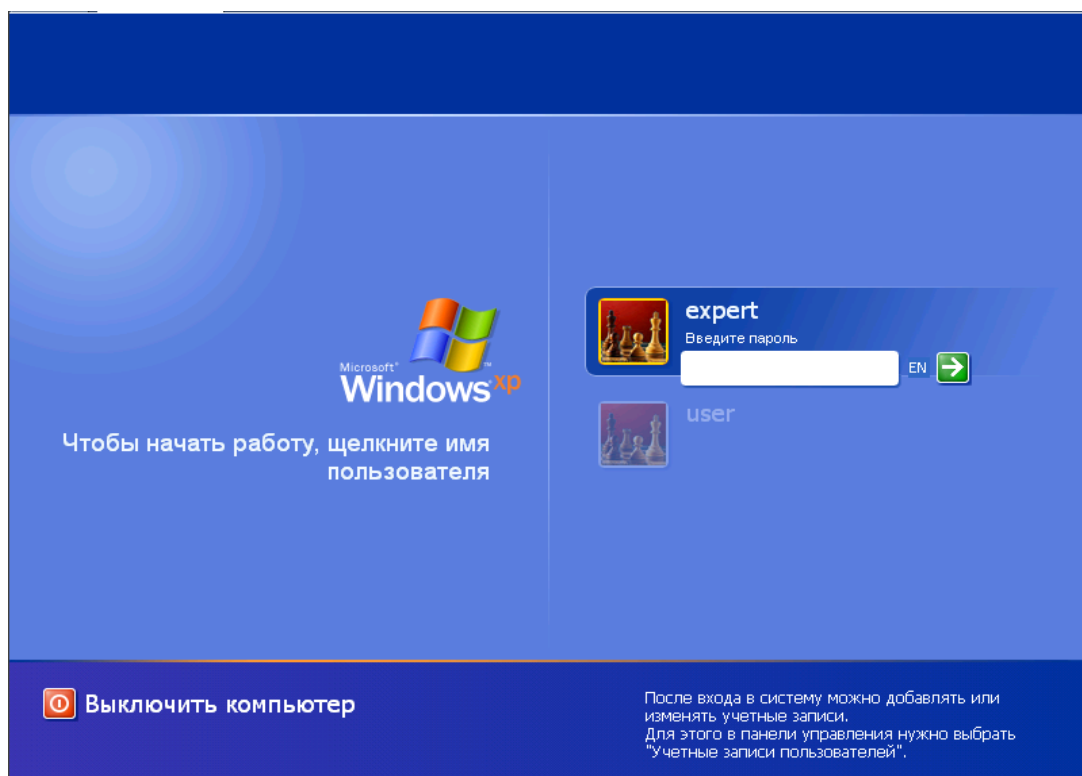 Microsoft®
Windows xp
Чтобы начать работу, щелкните имя
пользователя
expert
Введите пароль
EN
user
Выключить компьютер
После входа в систему можно добавлять или
изменять учетные записи.
Для этого в панели управления нужно выбрать
"Учетные записи пользователей".